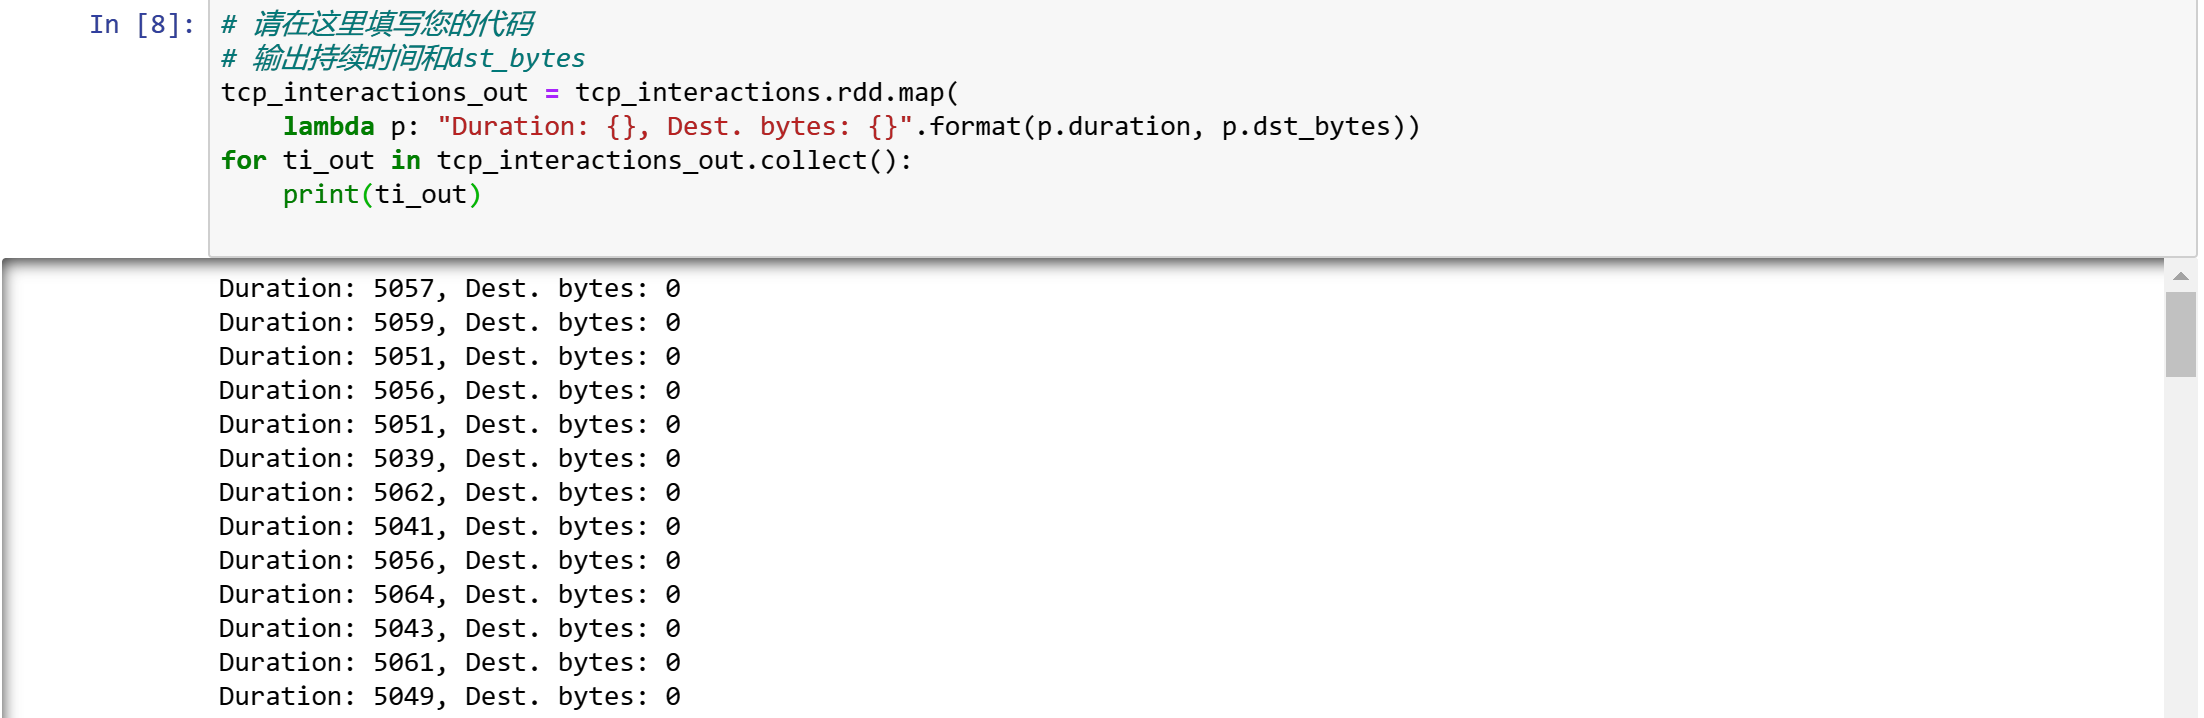 In [8]: # 请在这里填写您的代码
# 输出持续时间和dst_bytes
tcp_interactions_out = tcp_interactions.rdd.map(
    lambda p: "Duration: {}, Dest. bytes: {}".format(p.duration, p.dst_bytes))
for ti_out in tcp_interactions_out.collect():
    print(ti_out)
Duration: 5057, Dest. bytes: 0
Duration: 5059, Dest. bytes: 0
Duration: 5051, Dest. bytes: 0
Duration: 5056, Dest. bytes: 0
Duration: 5051, Dest. bytes: 0
Duration: 5039, Dest. bytes: 0
Duration: 5062, Dest. bytes: 0
Duration: 5041, Dest. bytes: 0
Duration: 5056, Dest. bytes: 0
Duration: 5064, Dest. bytes: 0
Duration: 5043, Dest. bytes: 0
Duration: 5061, Dest. bytes: 0
Duration: 5049, Dest. bytes: 0